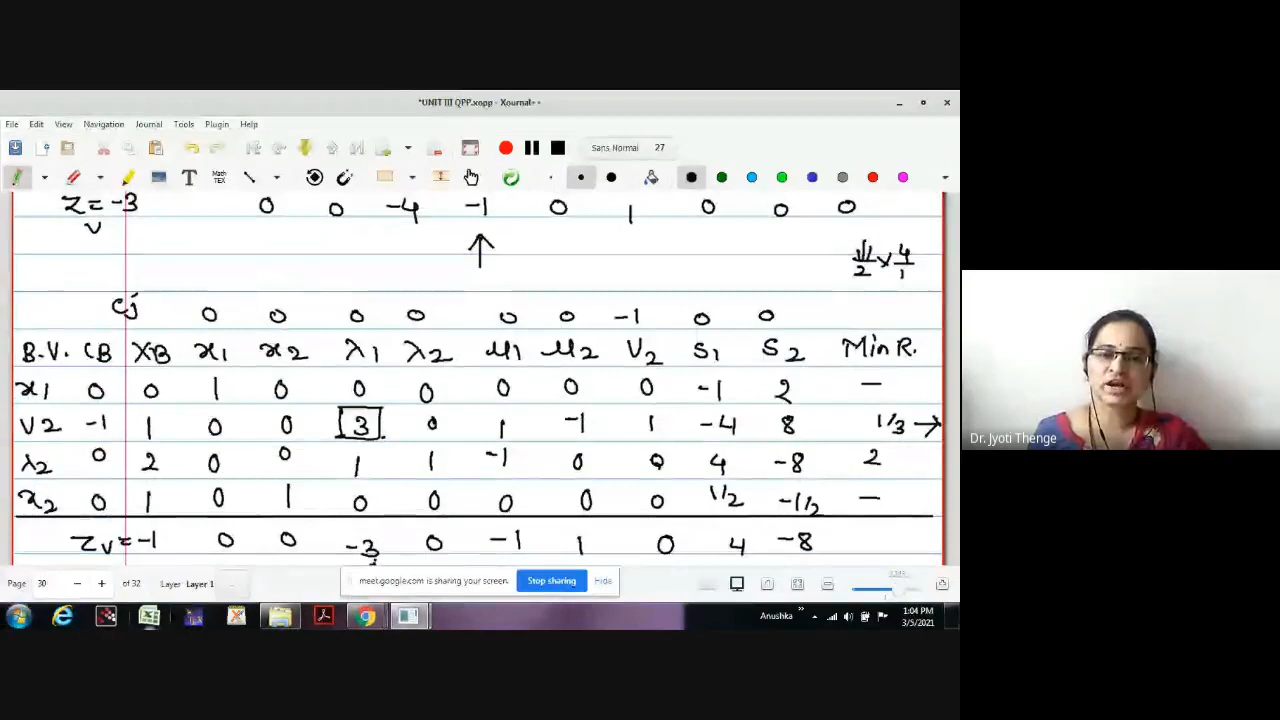 *UNIT III QPP.xopp - Xournal++
File Edit View Navigation Journal Tools Plugin Help
Sans Normal 27
Z = -3 0 0 -4 -1 0 1 0 0 0
v
↑
11/2 × 4/1
Cj 0 0 0 0 0 0 -1 0 0
B.V. CB XB x1 x2 λ1 λ2 μ1 μ2 V2 S1 S2 Min R.
x1 0 0 1 0 0 0 0 0 0 -1 2 —
V2 -1 1 0 0 3 0 1 -1 1 -4 8 1/3 →
λ2 0 2 0 0 1 1 -1 0 0 4 -8 2
x2 0 1 0 1 0 0 0 0 0 1/2 -1/2 —
Zv = -1 0 0 -3 0 -1 1 0 4 -8
Page 30 of 32 Layer Layer 1
meet.google.com is sharing your screen. Stop sharing Hide
Anushka 1:04 PM
3/5/2021
Dr. Jyoti Thenge